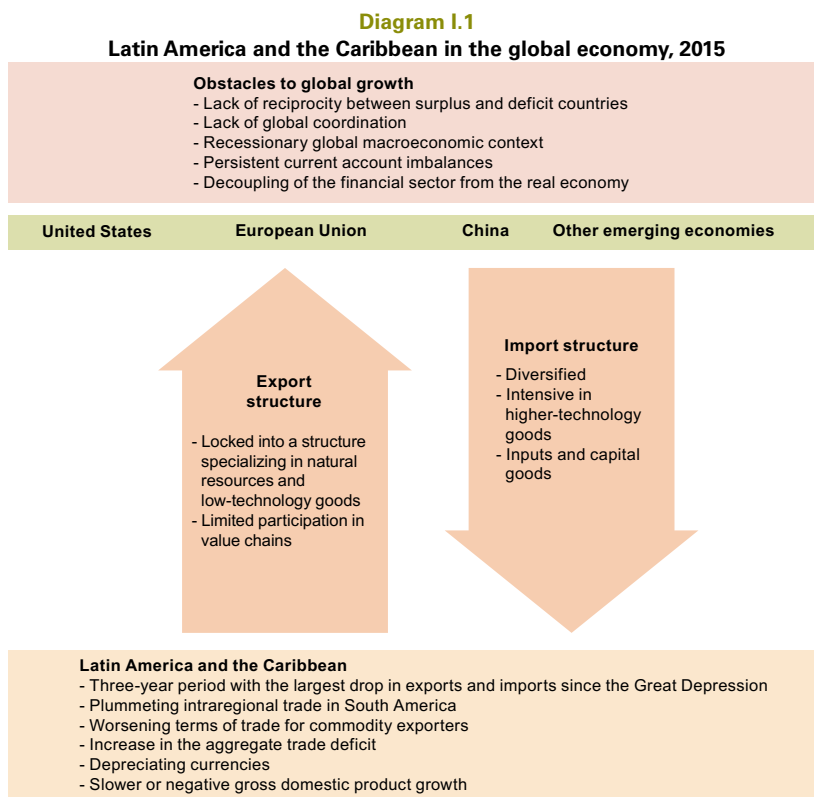 Diagram I.1
Latin America and the Caribbean in the global economy, 2015
Obstacles to global growth
- Lack of reciprocity between surplus and deficit countries
- Lack of global coordination
- Recessionary global macroeconomic context
- Persistent current account imbalances
- Decoupling of the financial sector from the real economy
United States European Union China Other emerging economies
Export
structure
- Locked into a structure
specializing in natural
resources and
low-technology goods
- Limited participation in
value chains
Import structure
- Diversified
- Intensive in
higher-technology
goods
- Inputs and capital
goods
Latin America and the Caribbean
- Three-year period with the largest drop in exports and imports since the Great Depression
- Plummeting intraregional trade in South America
- Worsening terms of trade for commodity exporters
- Increase in the aggregate trade deficit
- Depreciating currencies
- Slower or negative gross domestic product growth